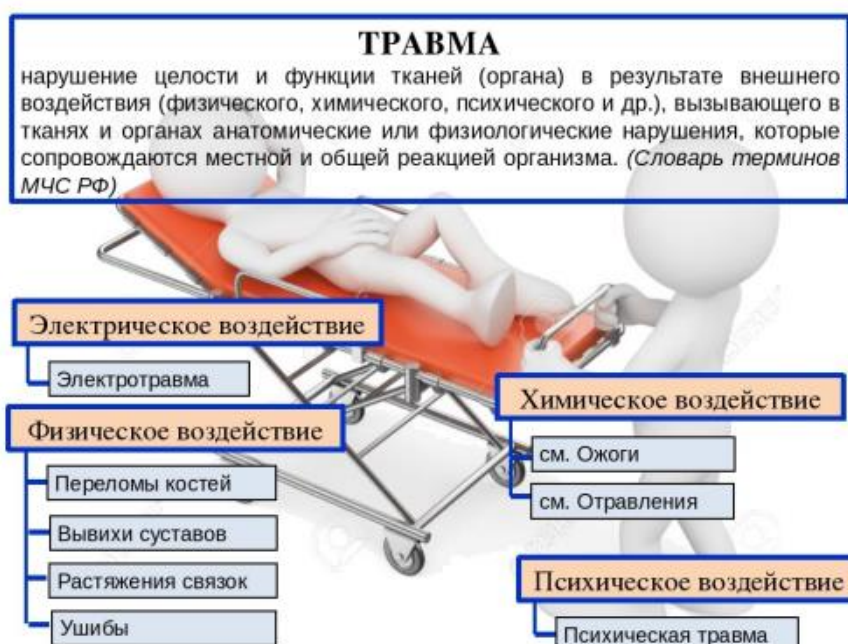 ТРАВМА
нарушение целости и функции тканей (органа) в результате внешнего
воздействия (физического, химического, психического и др.), вызывающего в
тканях и органах анатомические или физиологические нарушения, которые
сопровождаются местной и общей реакцией организма. (Словарь терминов
МЧС РФ)
Электрическое воздействие
Электротравма
Физическое воздействие
Переломы костей
Вывихи суставов
Растяжения связок
Ушибы
Химическое воздействие
см. Ожоги
см. Отравления
Психическое воздействие
Психическая травма